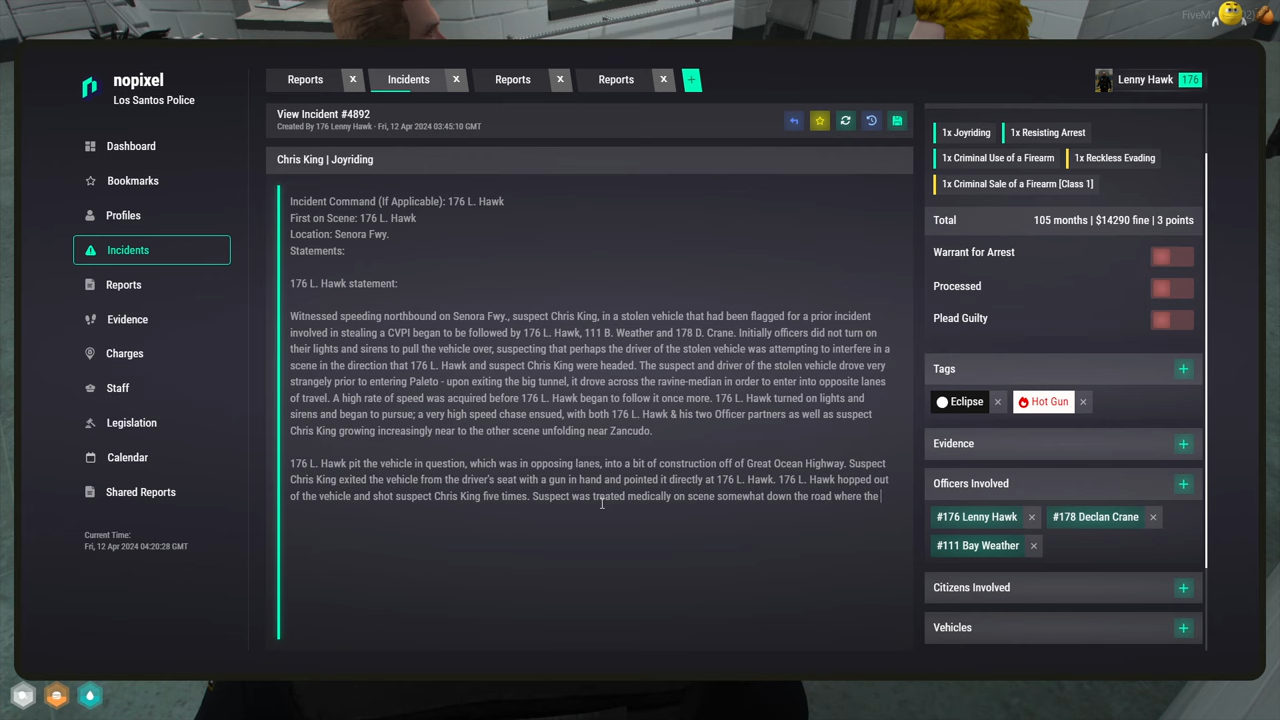 FiveM
nopixel
Los Santos Police
Reports x Incidents x Reports x Reports x +
Lenny Hawk 176
Dashboard
Bookmarks
Profiles
Incidents
Reports
Evidence
Charges
Staff
Legislation
Calendar
Shared Reports
Current Time:
Fri, 12 Apr 2024 04:20:28 GMT
View Incident #4892
Created By 176 Lenny Hawk - Fri, 12 Apr 2024 03:45:10 GMT
Chris King | Joyriding
Incident Command (If Applicable): 176 L. Hawk
First on Scene: 176 L. Hawk
Location: Senora Fwy.
Statements:
176 L. Hawk statement:
Witnessed speeding northbound on Senora Fwy., suspect Chris King, in a stolen vehicle that had been flagged for a prior incident
involved in stealing a CVPI began to be followed by 176 L. Hawk, 111 B. Weather and 178 D. Crane. Initially officers did not turn on
their lights and sirens to pull the vehicle over, suspecting that perhaps the driver of the stolen vehicle was attempting to interfere in a
scene in the direction that 176 L. Hawk and suspect Chris King were headed. The suspect and driver of the stolen vehicle drove very
strangely prior to entering Paleto - upon exiting the big tunnel, it drove across the ravine-median in order to enter into opposite lanes
of travel. A high rate of speed was acquired before 176 L. Hawk began to follow it once more. 176 L. Hawk turned on lights and
sirens and began to pursue; a very high speed chase ensued, with both 176 L. Hawk & his two Officer partners as well as suspect
Chris King growing increasingly near to the other scene unfolding near Zancudo.
176 L. Hawk pit the vehicle in question, which was in opposing lanes, into a bit of construction off of Great Ocean Highway. Suspect
Chris King exited the vehicle from the driver's seat with a gun in hand and pointed it directly at 176 L. Hawk. 176 L. Hawk hopped out
of the vehicle and shot suspect Chris King five times. Suspect was treated medically on scene somewhat down the road where the
1x Joyriding 1x Resisting Arrest
1x Criminal Use of a Firearm 1x Reckless Evading
1x Criminal Sale of a Firearm [Class 1]
Total 105 months | $14290 fine | 3 points
Warrant for Arrest
Processed
Plead Guilty
Tags +
Eclipse x Hot Gun x
Evidence +
Officers Involved +
#176 Lenny Hawk x #178 Declan Crane x
#111 Bay Weather x
Citizens Involved +
Vehicles +